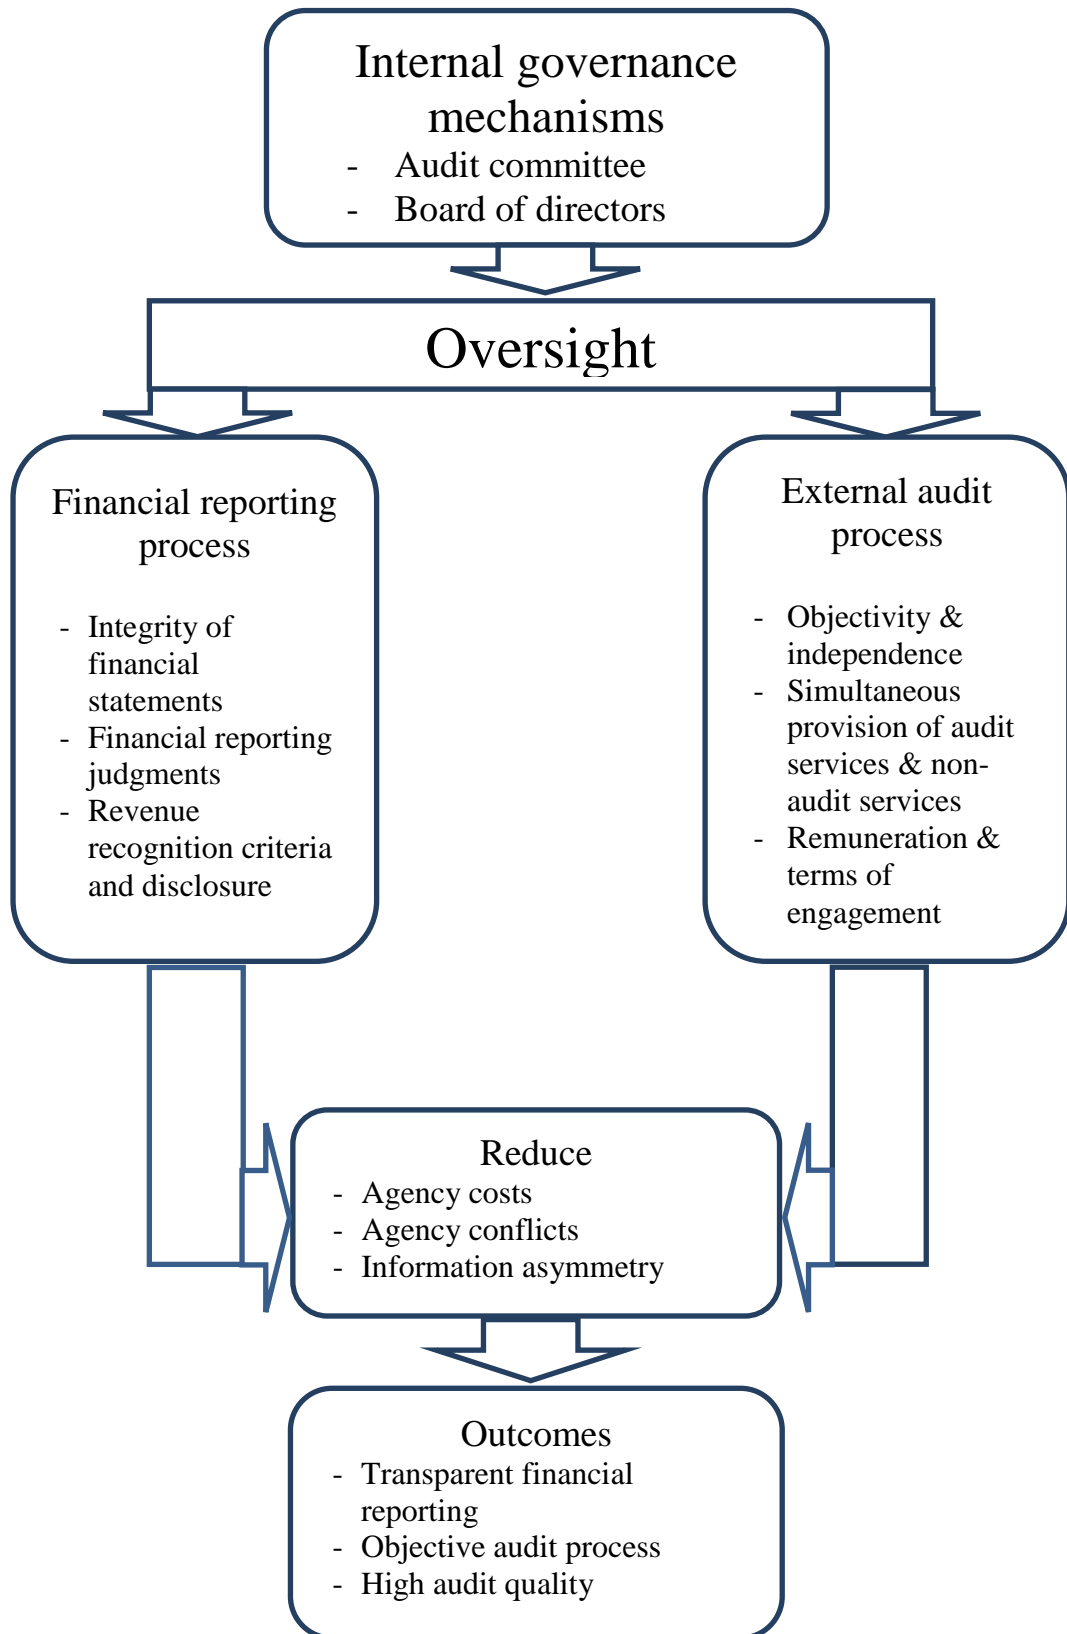 Internal governance
mechanisms
- Audit committee
- Board of directors
Oversight
Financial reporting
process
- Integrity of
financial
statements
- Financial reporting
judgments
- Revenue
recognition criteria
and disclosure
External audit
process
- Objectivity &
independence
- Simultaneous
provision of audit
services & non-
audit services
- Remuneration &
terms of
engagement
Reduce
- Agency costs
- Agency conflicts
- Information asymmetry
Outcomes
- Transparent financial
reporting
- Objective audit process
- High audit quality